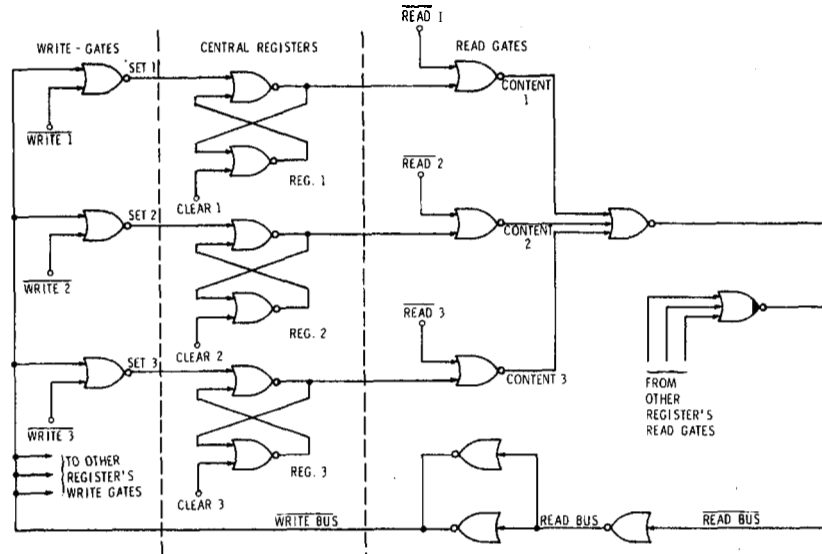 READ I
WRITE - GATES
CENTRAL REGISTERS
READ GATES
SET 1
CONTENT
1
WRITE 1
REG. 1
READ 2
CLEAR 1
SET 2
CONTENT
2
WRITE 2
REG. 2
READ 3
CLEAR 2
SET 3
CONTENT 3
FROM
OTHER
REGISTER'S
READ GATES
WRITE 3
REG. 3
TO OTHER
REGISTER'S
WRITE GATES
CLEAR 3
WRITE BUS
READ BUS
READ BUS